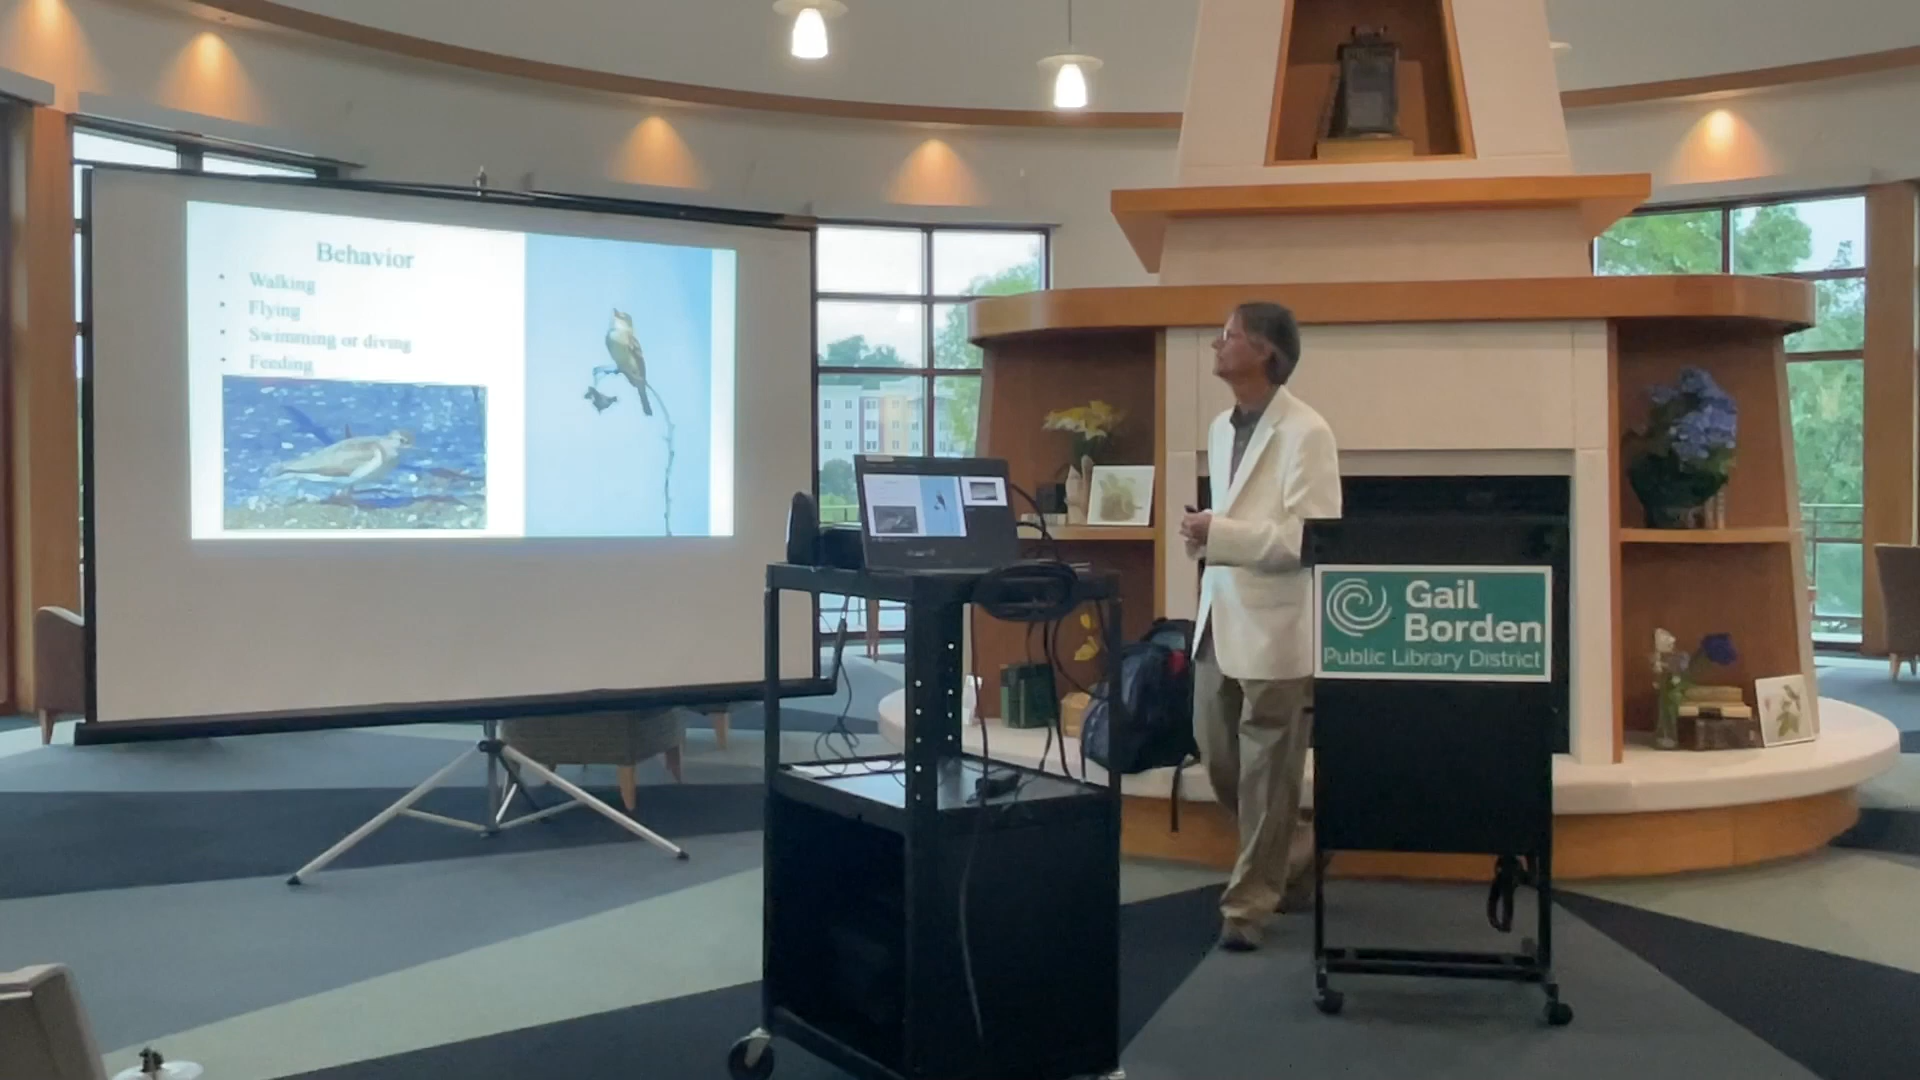 Behavior
• Walking
• Flying
• Swimming or diving
• Feeding
Gail
Borden
Public Library District